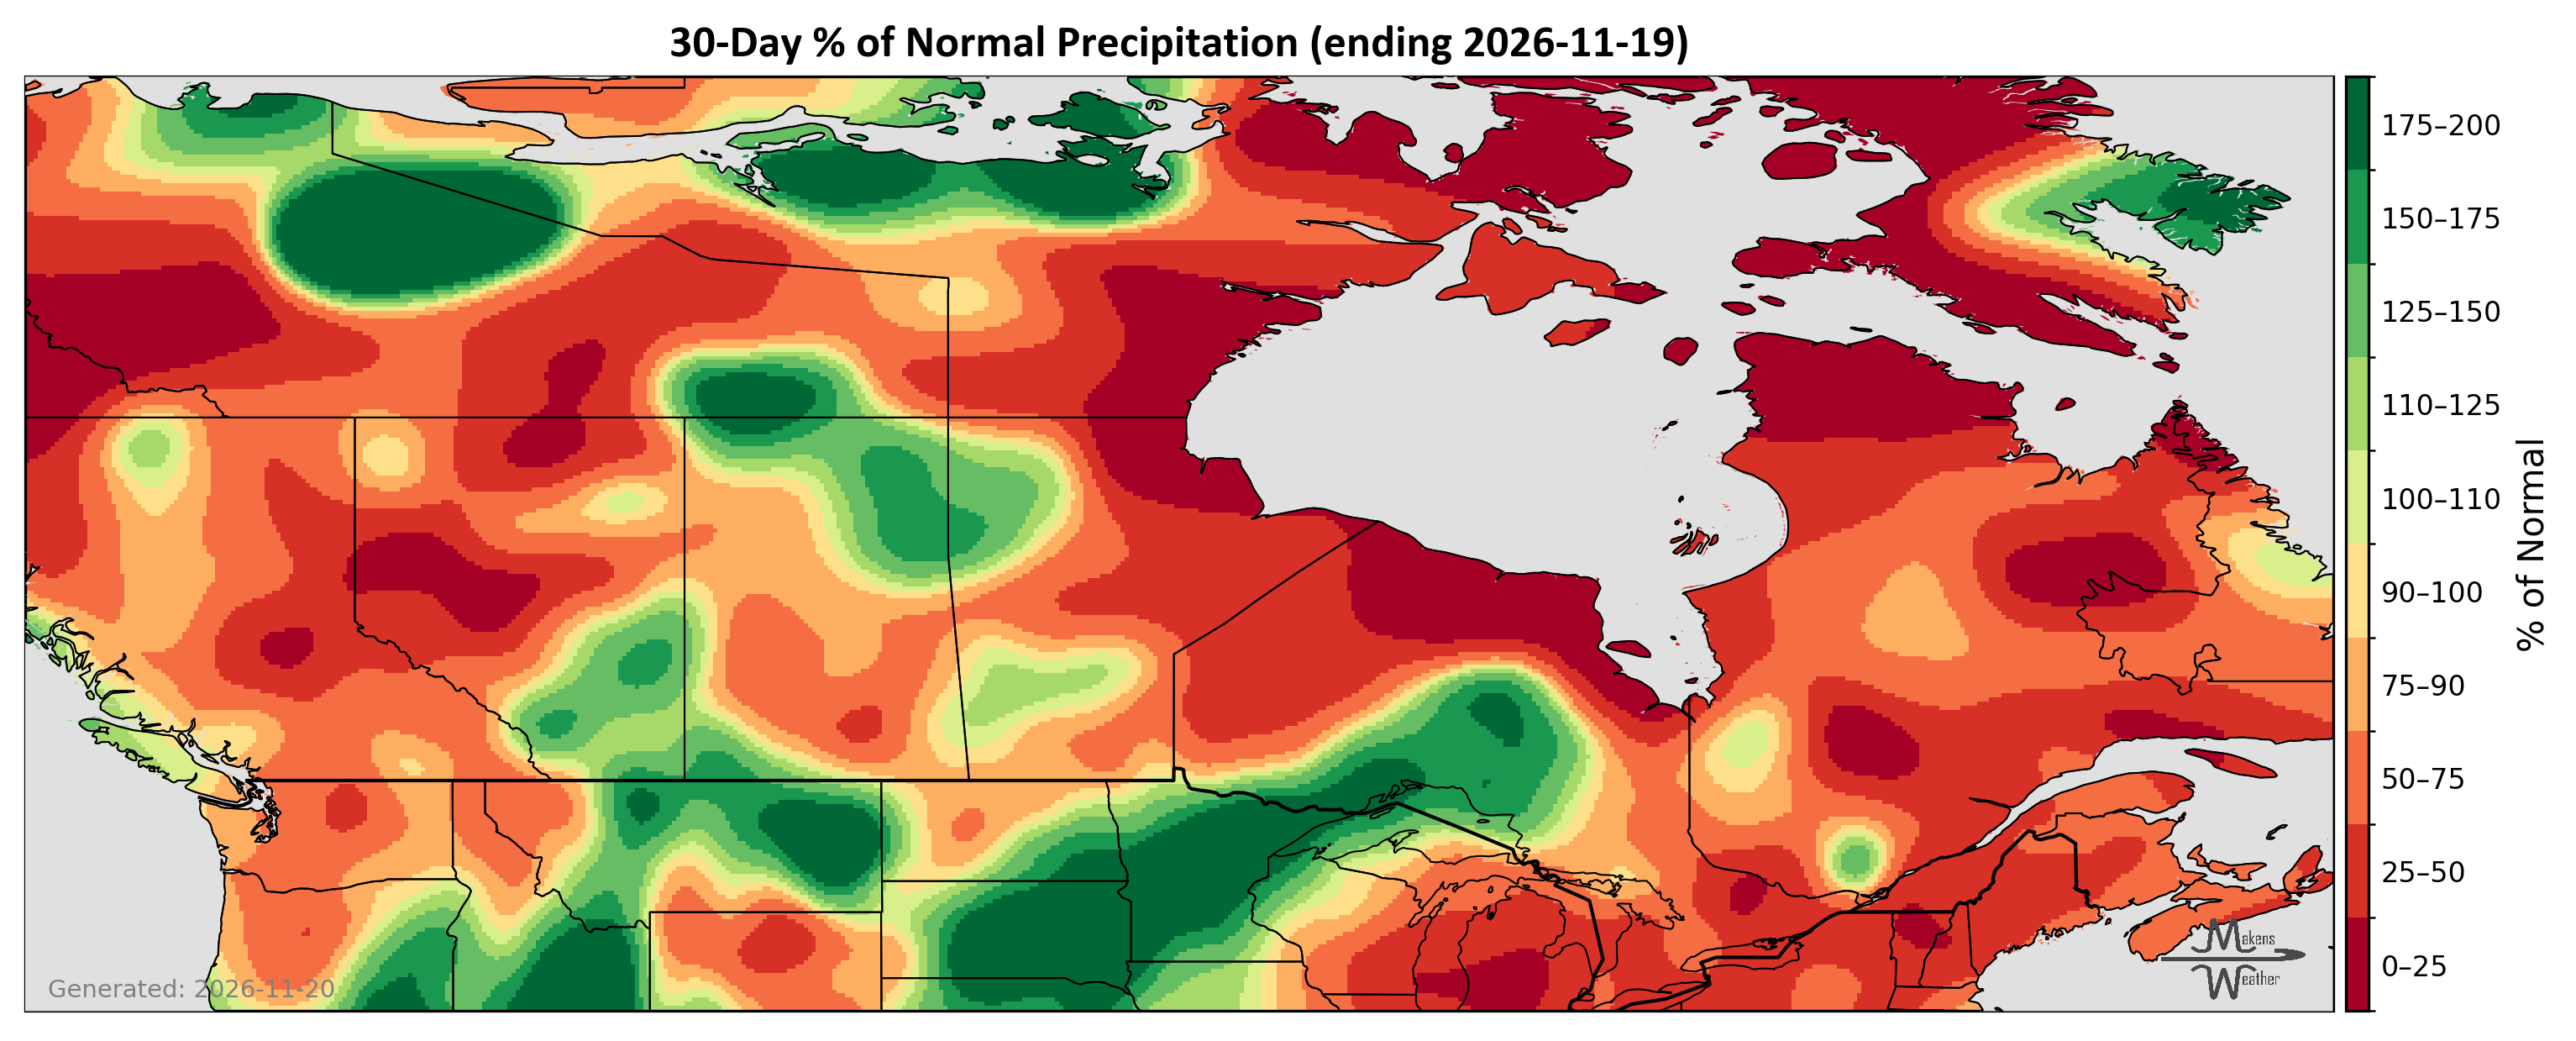 30-Day % of Normal Precipitation (ending 2026-11-19)
175–200
150–175
125–150
110–125
100–110
90–100
75–90
50–75
25–50
0–25
% of Normal
Generated: 2026-11-20
Makens
Weather